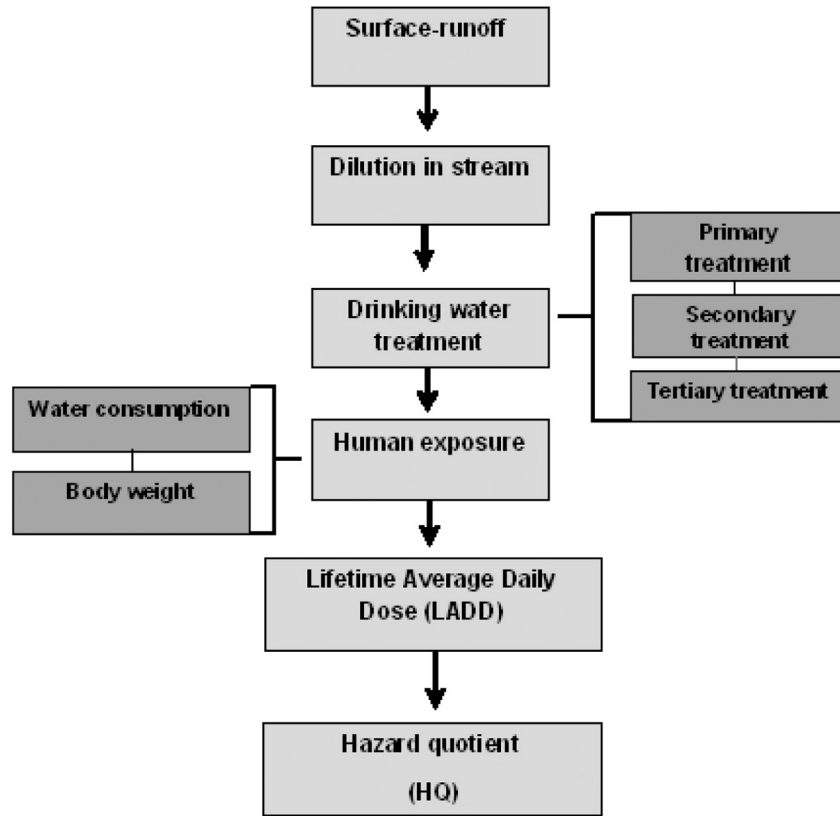 Surface-runoff
Dilution in stream
Primary
treatment
Drinking water
treatment
Secondary
treatment
Tertiary treatment
Water consumption
Human exposure
Body weight
Lifetime Average Daily
Dose (LADD)
Hazard quotient
(HQ)